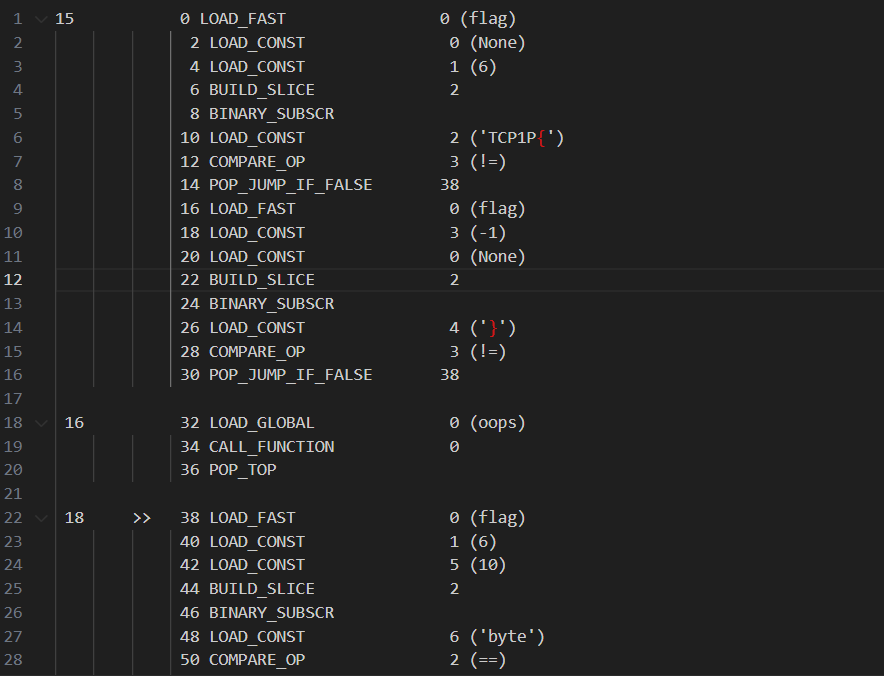 1 15 0 LOAD_FAST 0 (flag)
2 2 LOAD_CONST 0 (None)
3 4 LOAD_CONST 1 (6)
4 6 BUILD_SLICE 2
5 8 BINARY_SUBSCR
6 10 LOAD_CONST 2 ('TCP1P{')
7 12 COMPARE_OP 3 (!=)
8 14 POP_JUMP_IF_FALSE 38
9 16 LOAD_FAST 0 (flag)
10 18 LOAD_CONST 3 (-1)
11 20 LOAD_CONST 0 (None)
12 22 BUILD_SLICE 2
13 24 BINARY_SUBSCR
14 26 LOAD_CONST 4 ('}')
15 28 COMPARE_OP 3 (!=)
16 30 POP_JUMP_IF_FALSE 38
17
18 16 32 LOAD_GLOBAL 0 (oops)
19 34 CALL_FUNCTION 0
20 36 POP_TOP
21
22 18 >> 38 LOAD_FAST 0 (flag)
23 40 LOAD_CONST 1 (6)
24 42 LOAD_CONST 5 (10)
25 44 BUILD_SLICE 2
26 46 BINARY_SUBSCR
27 48 LOAD_CONST 6 ('byte')
28 50 COMPARE_OP 2 (==)